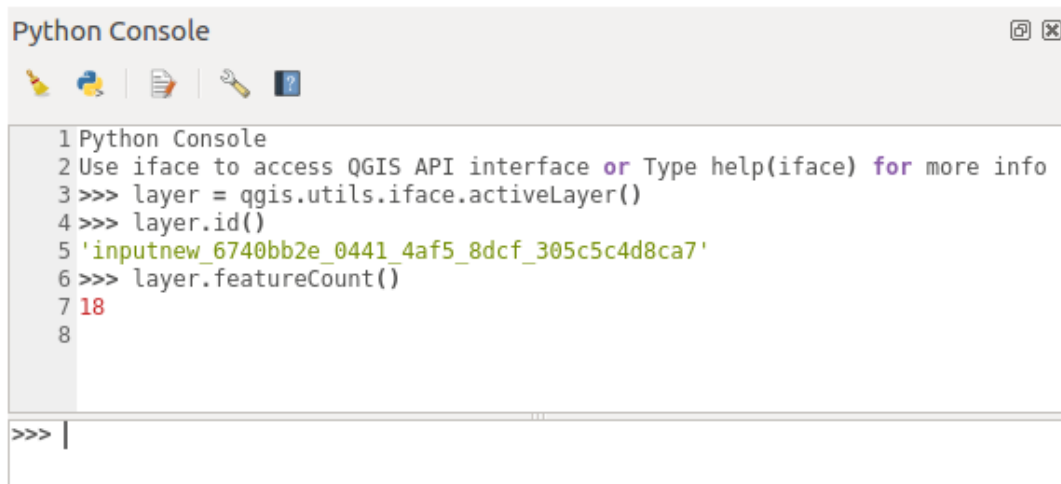 Python Console
1 Python Console
2 Use iface to access QGIS API interface or Type help(iface) for more info
3 >>> layer = qgis.utils.iface.activeLayer()
4 >>> layer.id()
5 'inputnew_6740bb2e_0441_4af5_8dcf_305c5c4d8ca7'
6 >>> layer.featureCount()
7 18
8
>>>